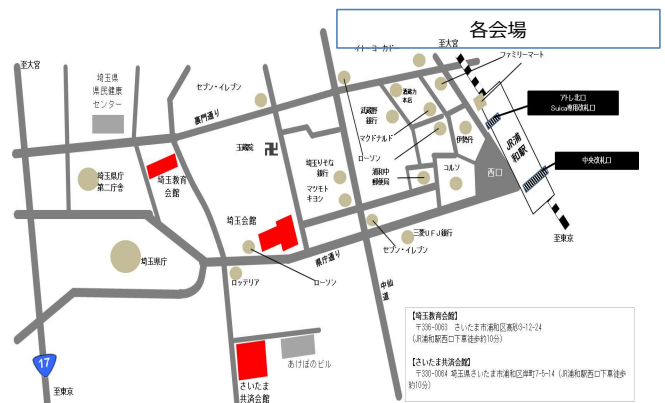 各会場
至大宮
イトーヨーカドー
至大宮
ファミリーマート
埼玉県
県民健康
センター
セブン・イレブン
裏門通り
酒蔵力
本店
武蔵野
銀行
アトレ北口
Suica専用改札口
マクドナルド
伊勢丹
JR浦和駅
玉蔵院
埼玉りそな
銀行
ローソン
浦和中
郵便局
コルソ
西口
中央改札口
埼玉県庁
第二庁舎
埼玉教育
会館
マツモト
キヨシ
埼玉会館
三菱UFJ銀行
セブン・イレブン
至東京
埼玉県庁
県庁通り
ロッテリア
ローソン
中仙道
17
至東京
さいたま
共済会館
あけぼのビル
【埼玉教育会館】
〒336-0063 さいたま市浦和区高砂3-12-24
(JR浦和駅西口下車徒歩約10分)
【さいたま共済会館】
〒330-0064 埼玉県さいたま市浦和区岸町7-5-14 (JR浦和駅西口下車徒歩
約10分)